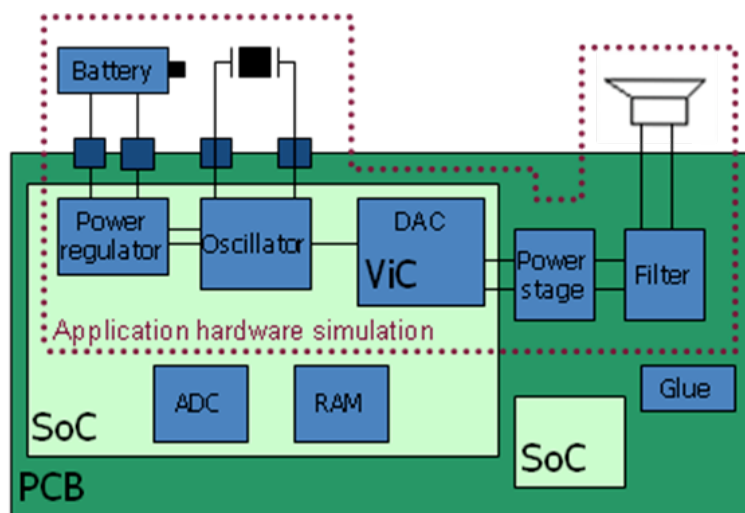 Battery
Power
regulator
Oscillator
DAC
ViC
Power
stage
Filter
Application hardware simulation
ADC
RAM
Glue
SoC
SoC
PCB